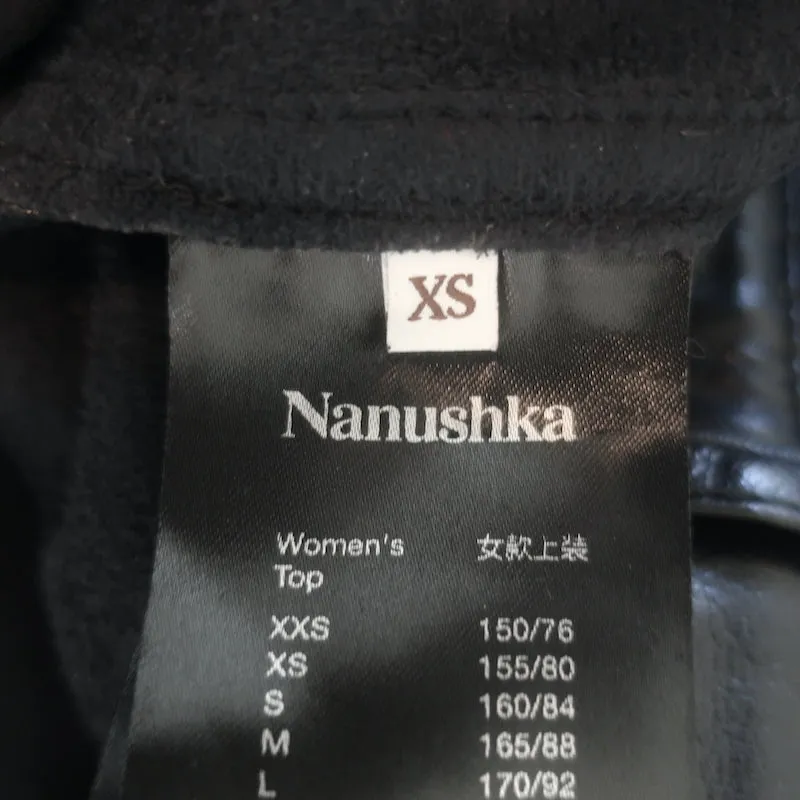 XS
Nanushka
Women's 女款上装
Top
XXS 150/76
XS 155/80
S 160/84
M 165/88
L 170/92